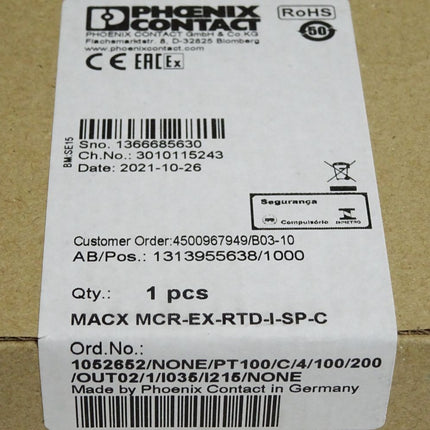 PHŒNIX
CONTACT
RoHS
50
PHOENIX CONTACT GmbH & Co.KG
Flachsmarktstr. 8, D-32825 Blomberg
www.phoenixcontact.com
CE EAC Ex
BM:SE15
Sno. 1366685630
Ch.No.: 3010115243
Date: 2021-10-26
Segurança
Compulsório
INMETRO
Customer Order:4500967949/B03-10
AB/Pos.: 1313955638/1000
Qty.: 1 pcs
MACX MCR-EX-RTD-I-SP-C
Ord.No.:
1052652/NONE/PT100/C/4/100/200
/OUT02/1/I035/I215/NONE
Made by Phoenix Contact in Germany